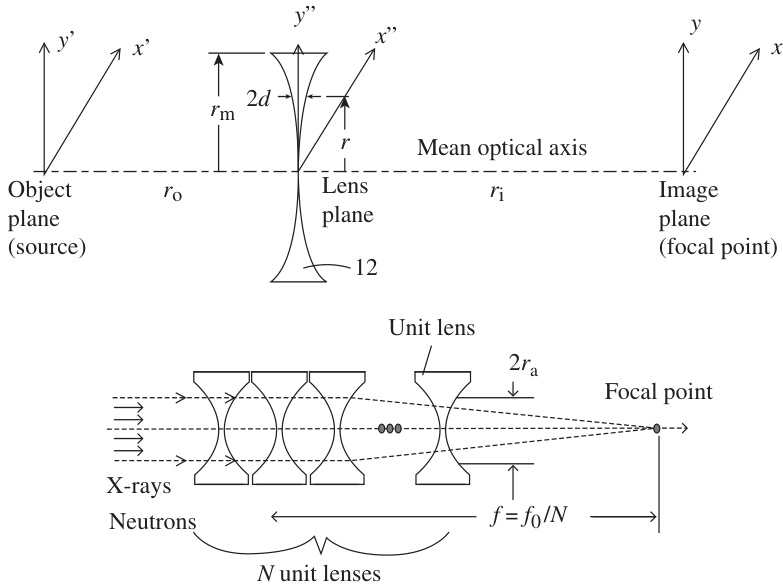 y’ x’ y’’ x’’ y x
r_m 2d r
Mean optical axis
Object
plane
(source)
r_o
Lens
plane
r_i
Image
plane
(focal point)
12
Unit lens
2r_a
Focal point
X-rays
Neutrons
f = f_0/N
N unit lenses